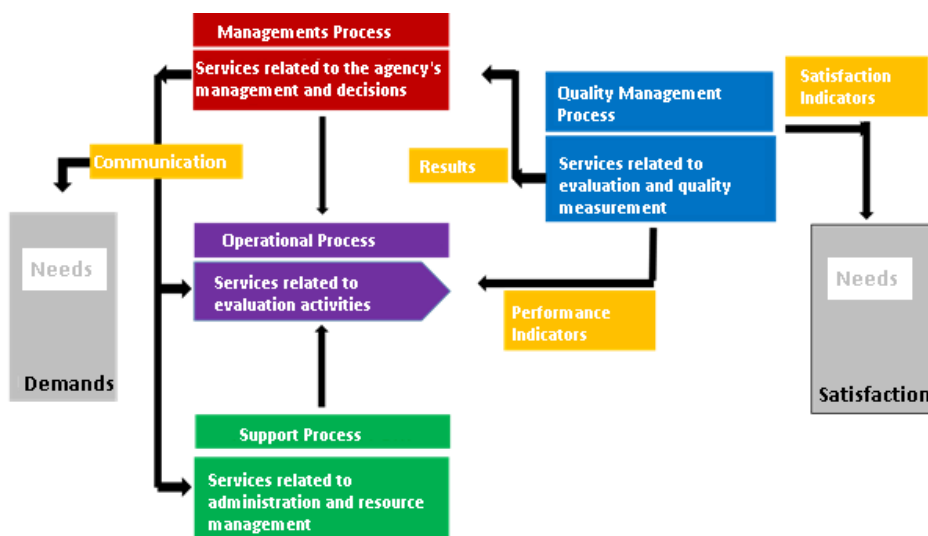 Managements Process
Services related to the agency's
management and decisions
Satisfaction
Indicators
Quality Management
Process
Communication
Results
Services related to
evaluation and quality
measurement
Operational Process
Services related to
evaluation activities
Needs
Demands
Performance
Indicators
Needs
Satisfaction
Support Process
Services related to
administration and resource
management